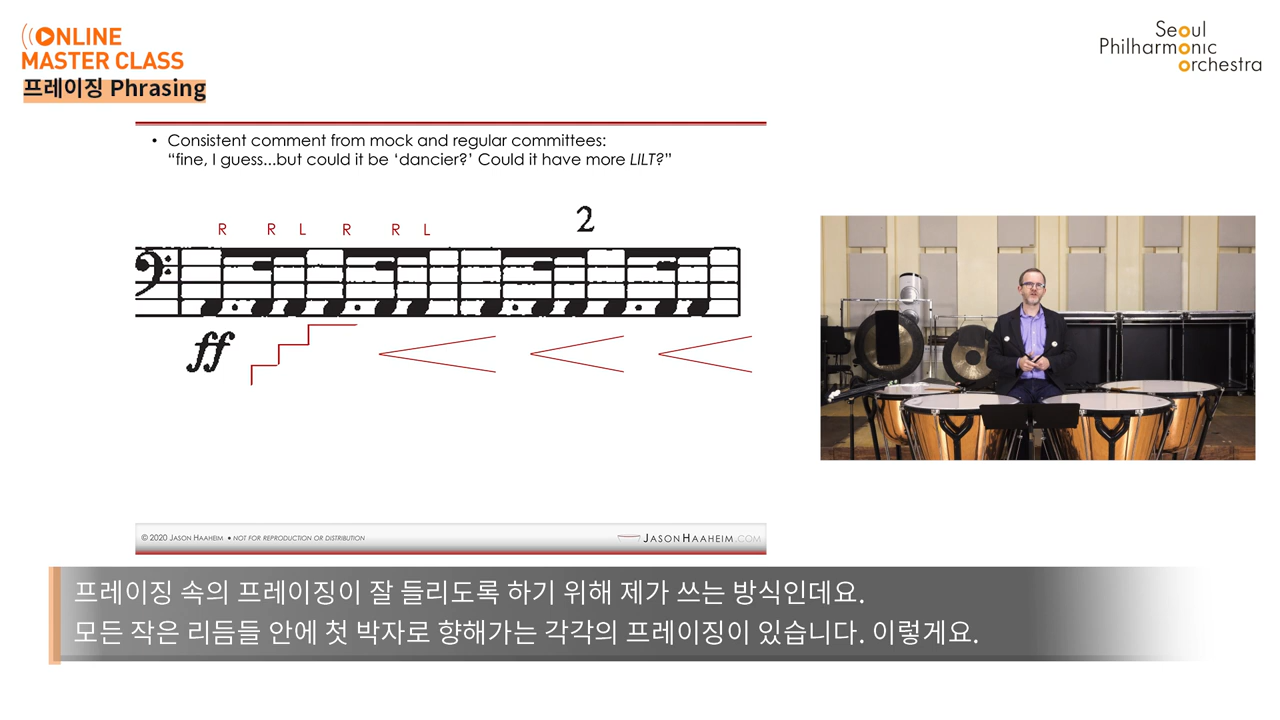 ONLINE
MASTER CLASS
프레이징 Phrasing
Seoul
Philharmonic
orchestra
• Consistent comment from mock and regular committees:
“fine, I guess...but could it be ‘dancier?’ Could it have more LILT?”
2
R R L R R L
ff
© 2020 JASON HAAHEIM • NOT FOR REPRODUCTION OR DISTRIBUTION
JASONHAAHEIM.COM
프레이징 속의 프레이징이 잘 들리도록 하기 위해 제가 쓰는 방식인데요.
모든 작은 리듬들 안에 첫 박자로 향해가는 각각의 프레이징이 있습니다. 이렇게요.